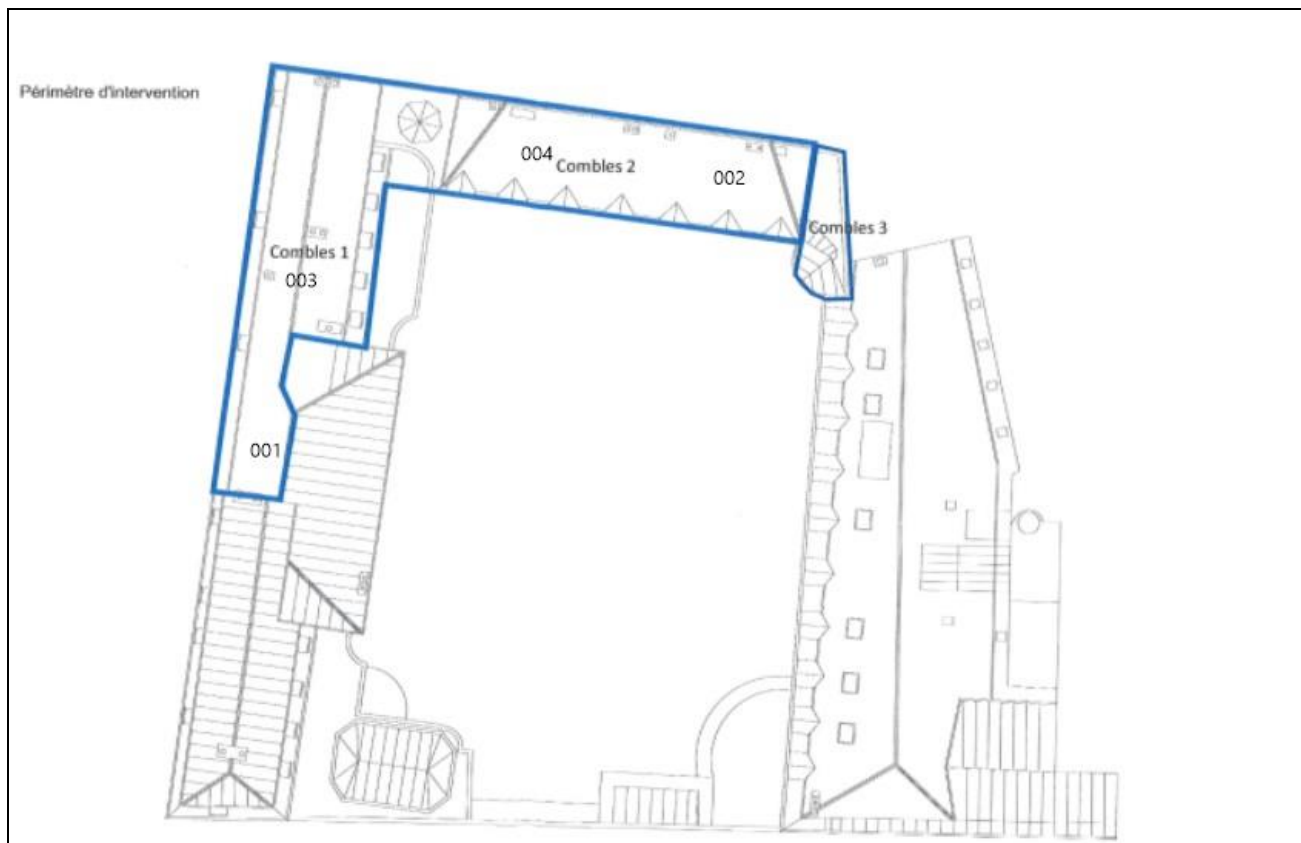 Périmètre d'intervention
004
Combles 2
002
Combles 3
Combles 1
003
001